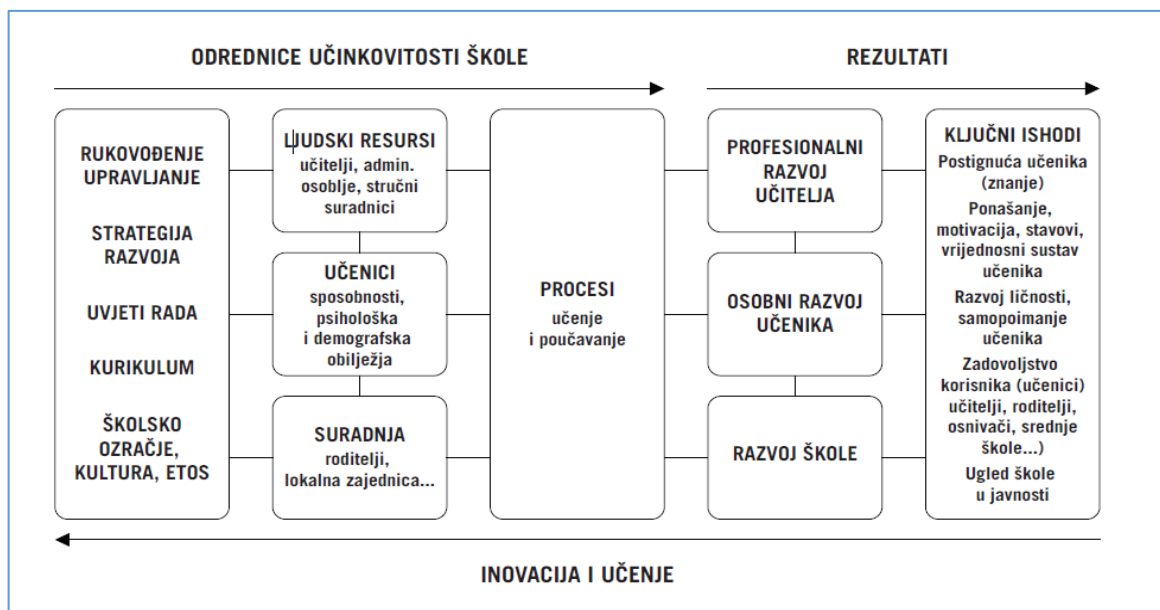 ODREDNICE UČINKOVITOSTI ŠKOLE
REZULTATI
RUKOVOĐENJE
UPRAVLJANJE
STRATEGIJA
RAZVOJA
UVJETI RADA
KURIKULUM
ŠKOLSKO
OZRAČJE,
KULTURA, ETOS
LJUDSKI RESURSI
učitelji, admin.
osoblje, stručni
suradnici
UČENICI
sposobnosti,
psihološka
i demografska
obilježja
SURADNJA
roditelji,
lokalna zajednica...
PROCESI
učenje
i poučavanje
PROFESIONALNI
RAZVOJ
UČITELJA
OSOBNI RAZVOJ
UČENIKA
RAZVOJ ŠKOLE
KLJUČNI ISHODI
Postignuća učenika
(znanje)
Ponašanje,
motivacija, stavovi,
vrijednosni sustav
učenika
Razvoj ličnosti,
samopoimanje
učenika
Zadovoljstvo
korisnika (učenici)
učitelji, roditelji,
osnivači, srednje
škole...)
Ugled škole
u javnosti
INOVACIJA I UČENJE